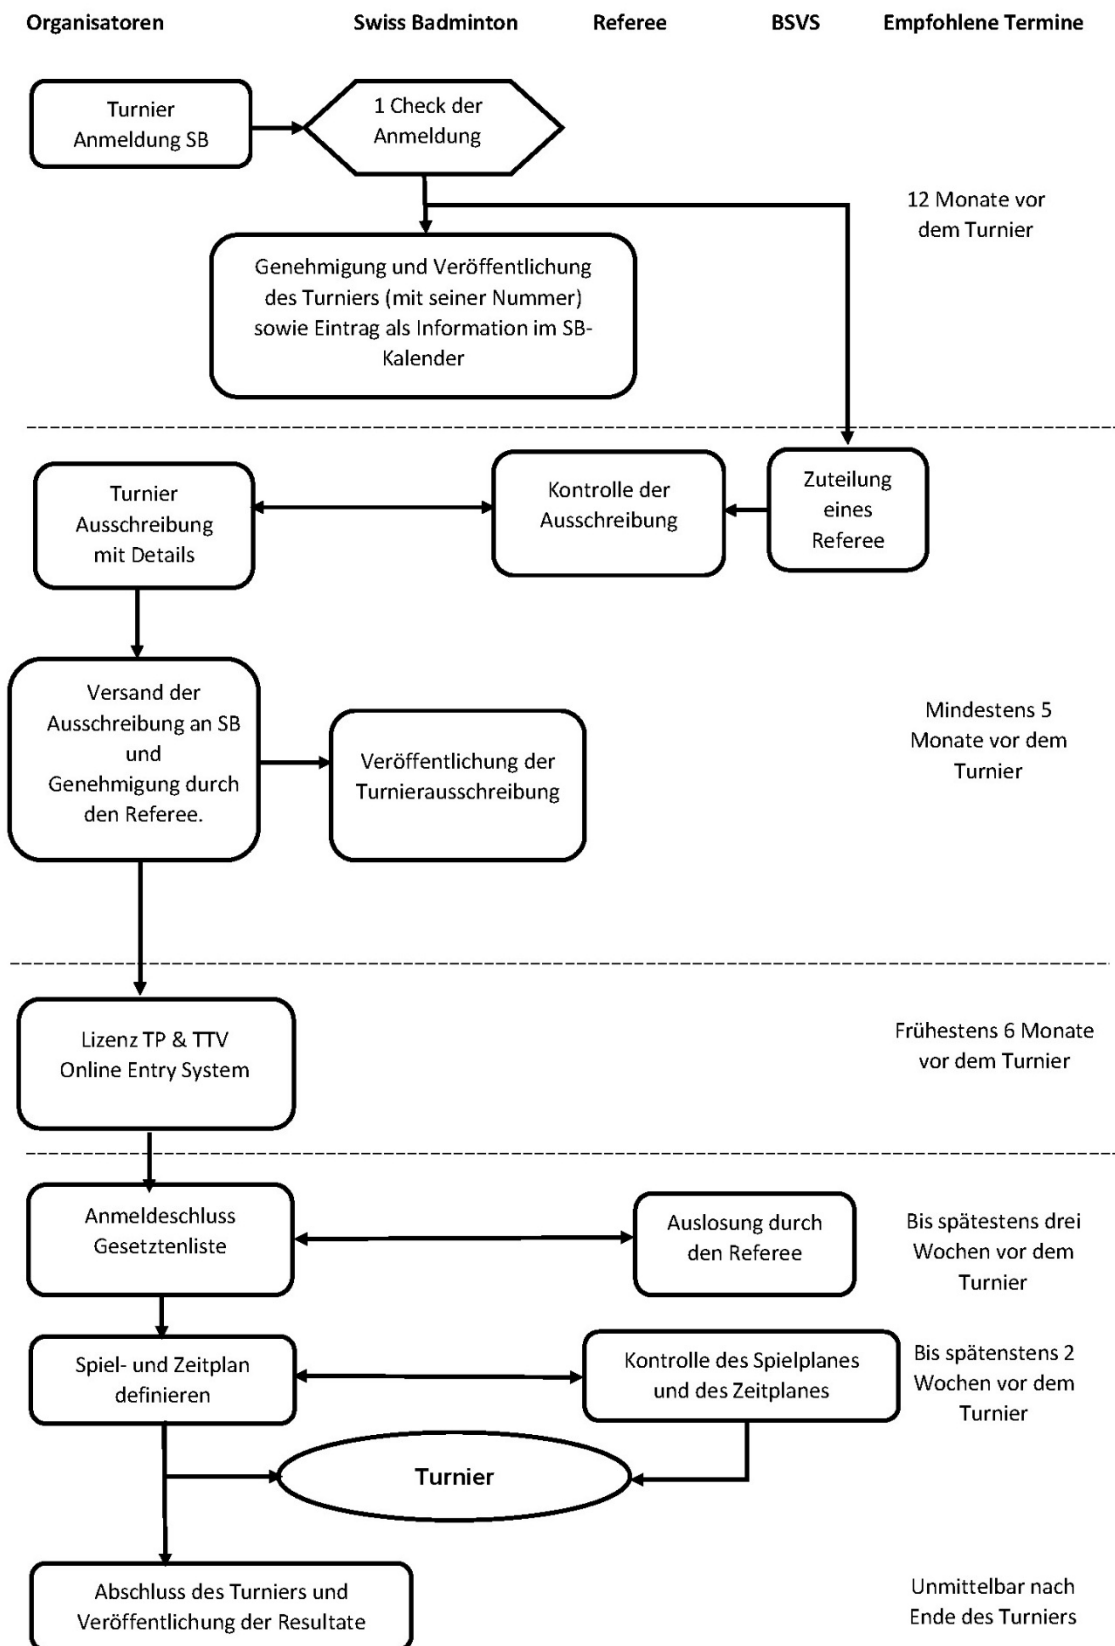 Organisatoren Swiss Badminton Referee BSVS Empfohlene Termine
Turnier
Anmeldung SB
1 Check der
Anmeldung
12 Monate vor
dem Turnier
Genehmigung und Veröffentlichung
des Turniers (mit seiner Nummer)
sowie Eintrag als Information im SB-
Kalender
Turnier
Ausschreibung
mit Details
Kontrolle der
Ausschreibung
Zuteilung
eines
Referee
Versand der
Ausschreibung an SB
und
Genehmigung durch
den Referee.
Veröffentlichung der
Turnierausschreibung
Mindestens 5
Monate vor dem
Turnier
Lizenz TP & TTV
Online Entry System
Frühestens 6 Monate
vor dem Turnier
Anmeldeschluss
Gesetztenliste
Auslosung durch
den Referee
Bis spätestens drei
Wochen vor dem
Turnier
Spiel- und Zeitplan
definieren
Kontrolle des Spielplanes
und des Zeitplanes
Bis spätenstens 2
Wochen vor dem
Turnier
Turnier
Abschluss des Turniers und
Veröffentlichung der Resultate
Unmittelbar nach
Ende des Turniers